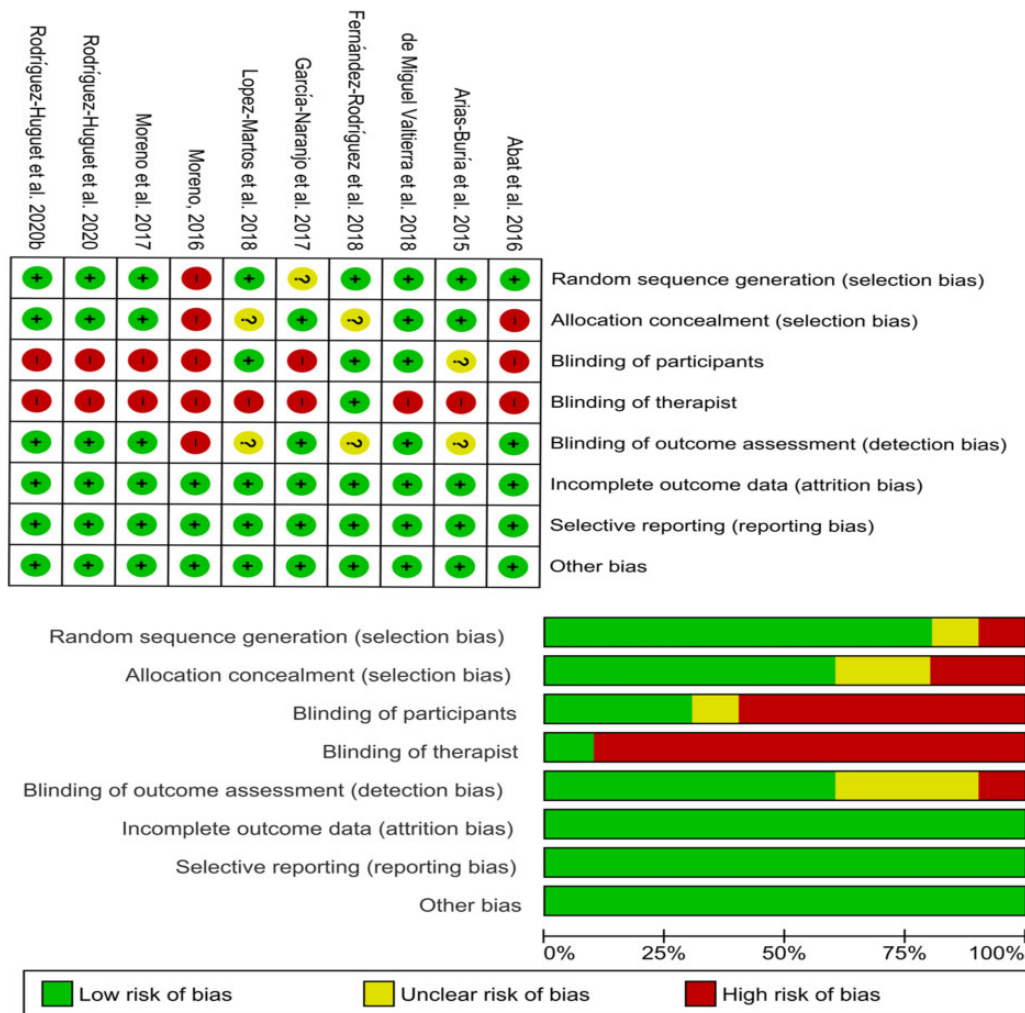 Rodríguez-Huguet et al. 2020b
Rodríguez-Huguet et al. 2020
Moreno et al. 2017
Moreno, 2016
Lopez-Martos et al. 2018
García-Naranjo et al. 2017
Fernández-Rodríguez et al. 2018
de Miguel Valtierra et al. 2018
Arias-Buría et al. 2015
Abat et al. 2016
+ + + - + ? + + + + Random sequence generation (selection bias)
+ + + - ? + ? + + - Allocation concealment (selection bias)
- - - - + - + + ? - Blinding of participants
- - - - - - + - - - Blinding of therapist
+ + + - ? + ? + ? + Blinding of outcome assessment (detection bias)
+ + + + + + + + + + Incomplete outcome data (attrition bias)
+ + + + + + + + + + Selective reporting (reporting bias)
+ + + + + + + + + + Other bias
Random sequence generation (selection bias)
Allocation concealment (selection bias)
Blinding of participants
Blinding of therapist
Blinding of outcome assessment (detection bias)
Incomplete outcome data (attrition bias)
Selective reporting (reporting bias)
Other bias
0% 25% 50% 75% 100%
Low risk of bias Unclear risk of bias High risk of bias